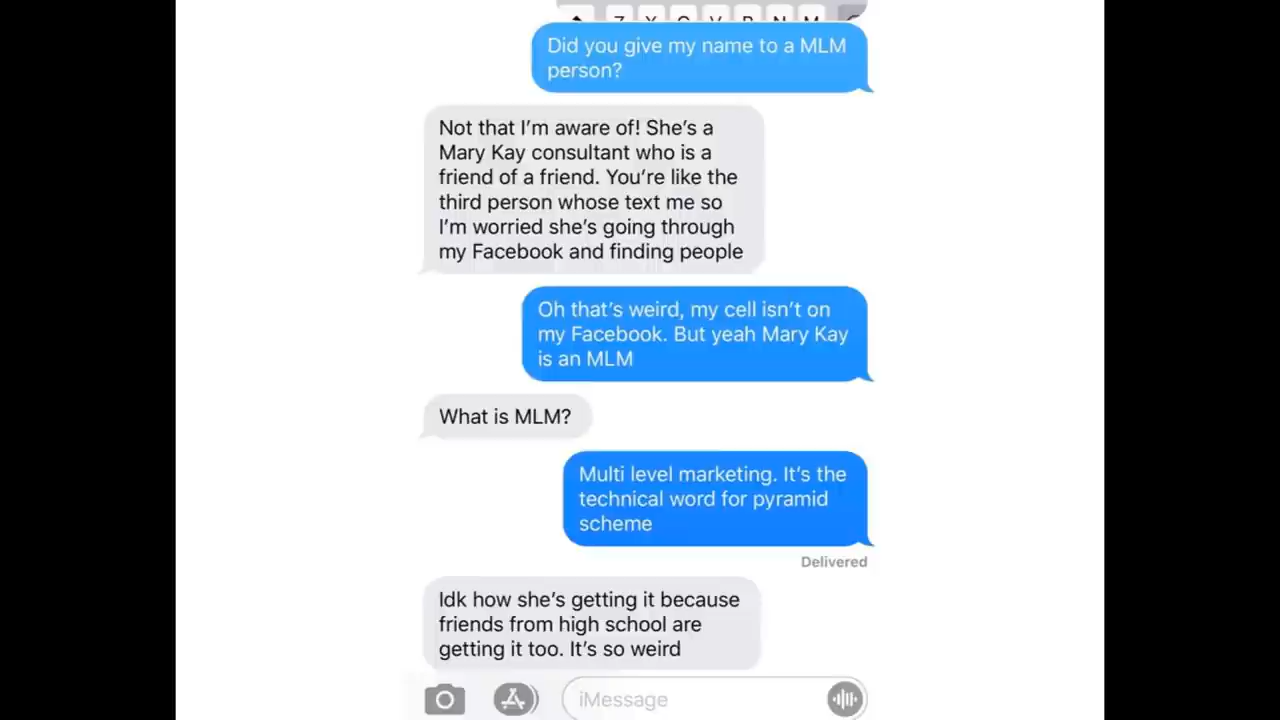 Did you give my name to a MLM
person?
Not that I'm aware of! She's a
Mary Kay consultant who is a
friend of a friend. You're like the
third person whose text me so
I'm worried she's going through
my Facebook and finding people
Oh that's weird, my cell isn't on
my Facebook. But yeah Mary Kay
is an MLM
What is MLM?
Multi level marketing. It's the
technical word for pyramid
scheme
Delivered
Idk how she's getting it because
friends from high school are
getting it too. It's so weird
iMessage